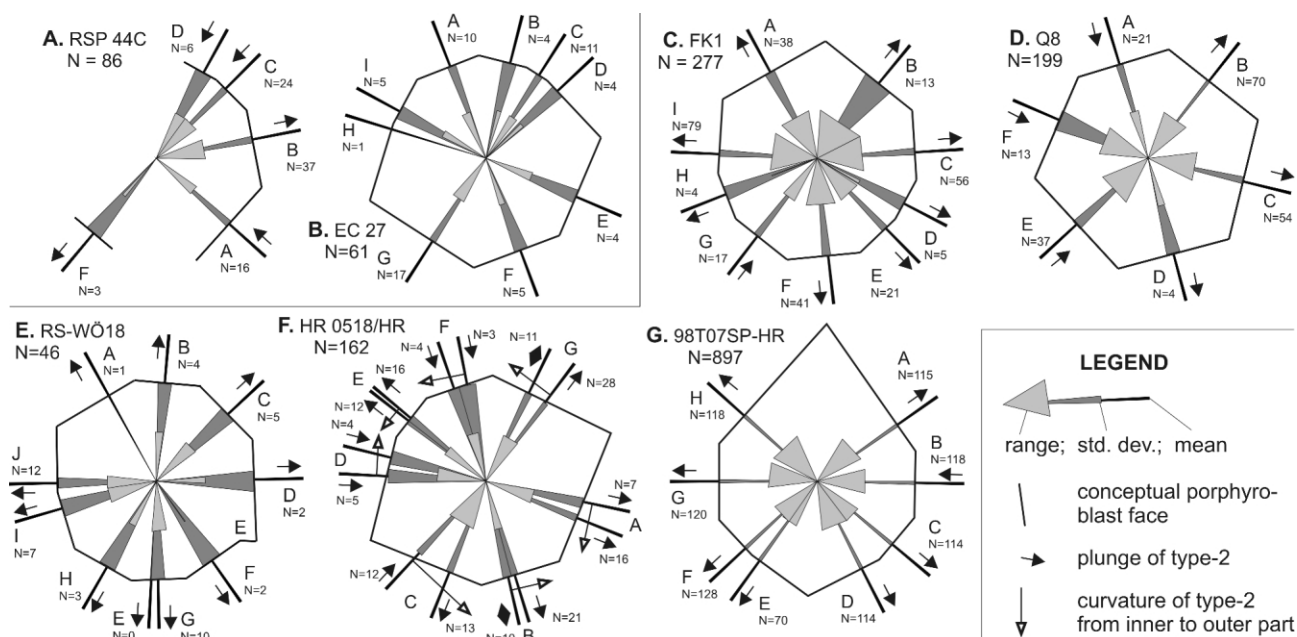 A. RSP 44C
N = 86
D
N=6
C
N=24
B
N=37
A
N=16
F
N=3
B. EC 27
N=61
A
N=10
B
N=4
C
N=11
D
N=4
E
N=4
F
N=5
G
N=17
H
N=1
I
N=5
C. FK1
N = 277
A
N=38
B
N=13
C
N=56
D
N=5
E
N=21
F
N=41
G
N=17
H
N=4
I
N=79
D. Q8
N=199
A
N=21
B
N=70
C
N=54
D
N=4
E
N=37
F
N=13
E. RS-WÖ18
N=46
A
N=1
B
N=4
C
N=5
D
N=2
E
F
N=2
G
N=10
E
N=0
H
N=3
I
N=7
J
N=12
F. HR 0518/HR
N=162
F
N=4
N=3
N=11
G
N=28
N=7
A
N=16
B
N=21
C
N=13
N=12
D
N=5
N=4
N=12
E
N=16
G. 98T07SP-HR
N=897
A
N=115
B
N=118
C
N=114
D
N=114
E
N=70
F
N=128
G
N=120
H
N=118
LEGEND
range; std. dev.; mean
conceptual porphyro-
blast face
plunge of type-2
curvature of type-2
from inner to outer part